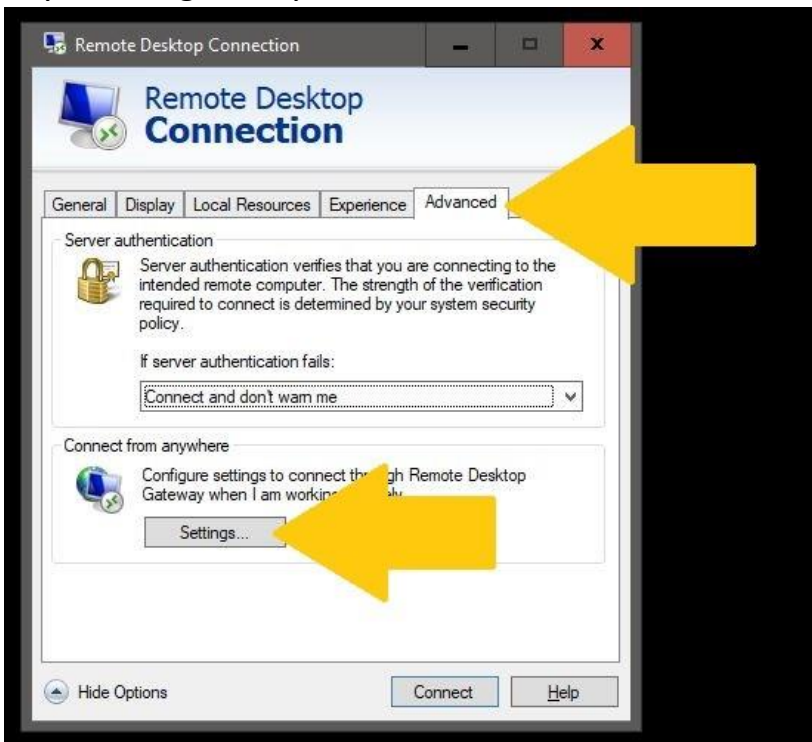 Remote Desktop Connection
Remote Desktop
Connection
General Display Local Resources Experience Advanced
Server authentication
Server authentication verifies that you are connecting to the
intended remote computer. The strength of the verification
required to connect is determined by your system security
policy.
If server authentication fails:
Connect and don't warn me
Connect from anywhere
Configure settings to connect Remote Desktop
Gateway when I am
Settings...
Hide Options
Connect Help